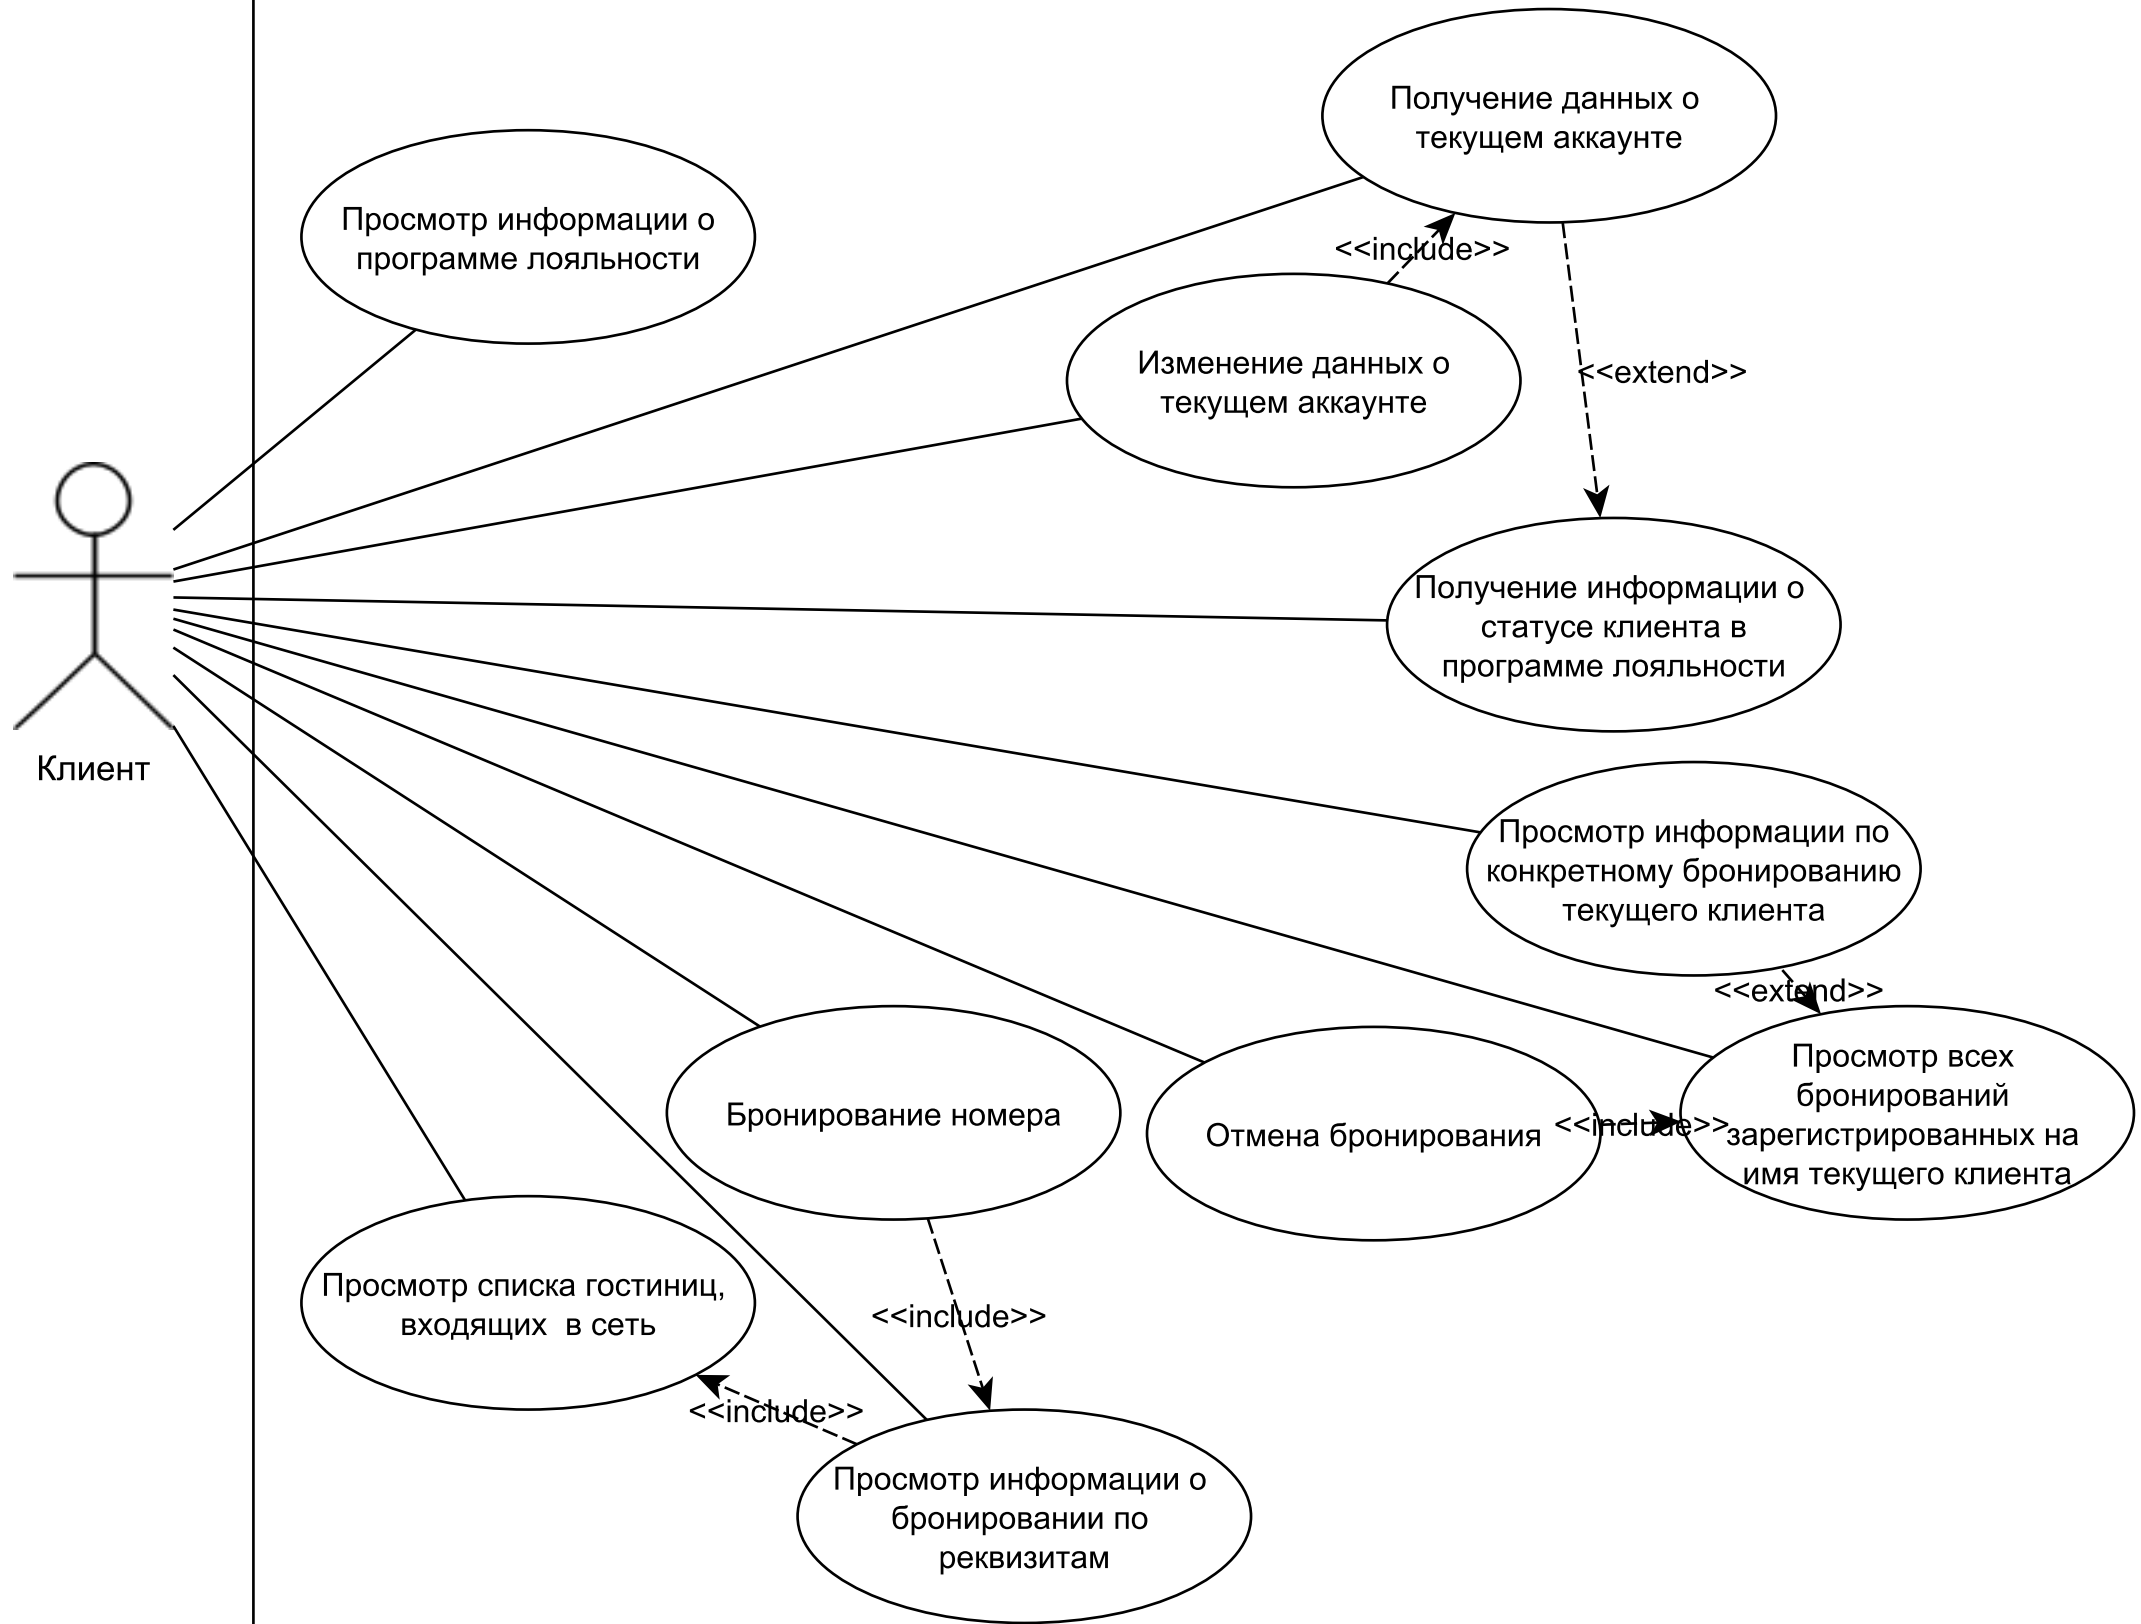 Получение данных о
текущем аккаунте
Просмотр информации о
программе лояльности
<<include>>
Изменение данных о
текущем аккаунте
<<extend>>
Получение информации о
статусе клиента в
программе лояльности
Клиент
Просмотр информации по
конкретному бронированию
текущего клиента
<<extend>>
Просмотр всех
бронирований
зарегистрированных на
имя текущего клиента
Бронирование номера
Отмена бронирования
<<include>>
Просмотр списка гостиниц,
входящих  в сеть
<<include>>
<<include>>
Просмотр информации о
бронировании по
реквизитам